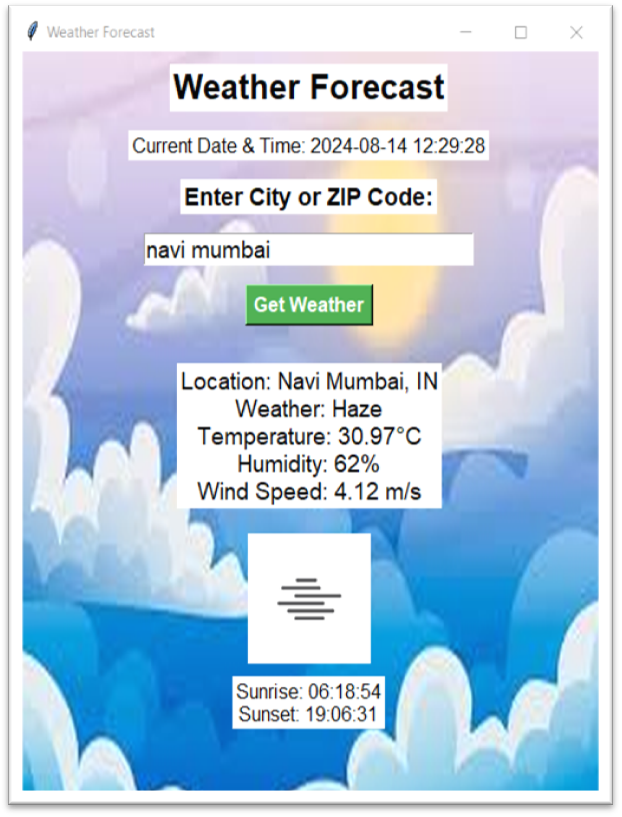 Weather Forecast
Weather Forecast
Current Date & Time: 2024-08-14 12:29:28
Enter City or ZIP Code:
navi mumbai
Get Weather
Location: Navi Mumbai, IN
Weather: Haze
Temperature: 30.97°C
Humidity: 62%
Wind Speed: 4.12 m/s
Sunrise: 06:18:54
Sunset: 19:06:31